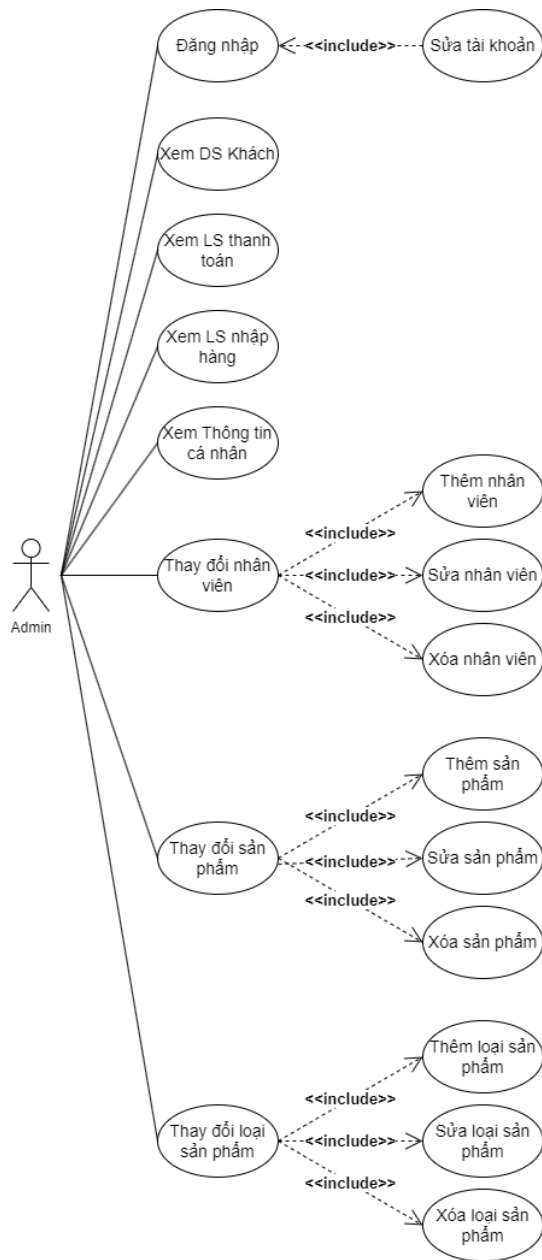 Đăng nhập
<<include>>
Sửa tài khoản
Xem DS Khách
Xem LS thanh
toán
Xem LS nhập
hàng
Xem Thông tin
cá nhân
Admin
Thay đổi nhân
viên
<<include>>
Thêm nhân
viên
<<include>>
Sửa nhân viên
<<include>>
Xóa nhân viên
Thay đổi sản
phẩm
<<include>>
Thêm sản
phẩm
<<include>>
Sửa sản phẩm
<<include>>
Xóa sản phẩm
Thay đổi loại
sản phẩm
<<include>>
Thêm loại sản
phẩm
<<include>>
Sửa loại sản
phẩm
<<include>>
Xóa loại sản
phẩm